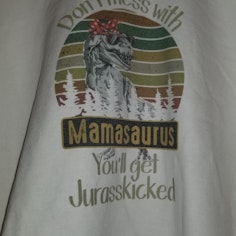 Don't mess with
Mamasaurus
You'll get
Jurasskicked